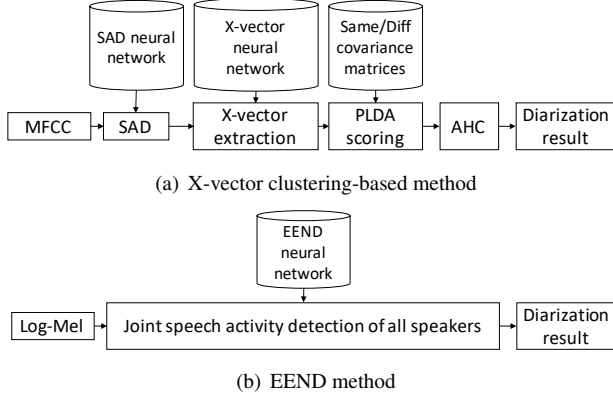 SAD neural
network
X-vector
neural
network
Same/Diff
covariance
matrices
MFCC
SAD
X-vector
extraction
PLDA
scoring
AHC
Diarization
result
(a) X-vector clustering-based method
EEND
neural
network
Log-Mel
Joint speech activity detection of all speakers
Diarization
result
(b) EEND method